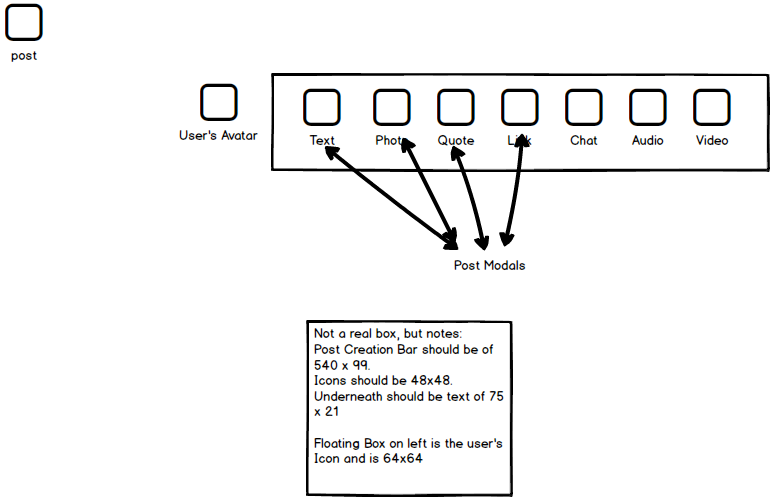 post
User's Avatar
Text Photo Quote Link Chat Audio Video
Post Modals
Not a real box, but notes:
Post Creation Bar should be of
540 x 99.
Icons should be 48x48.
Underneath should be text of 75
x 21
Floating Box on left is the user's
Icon and is 64x64